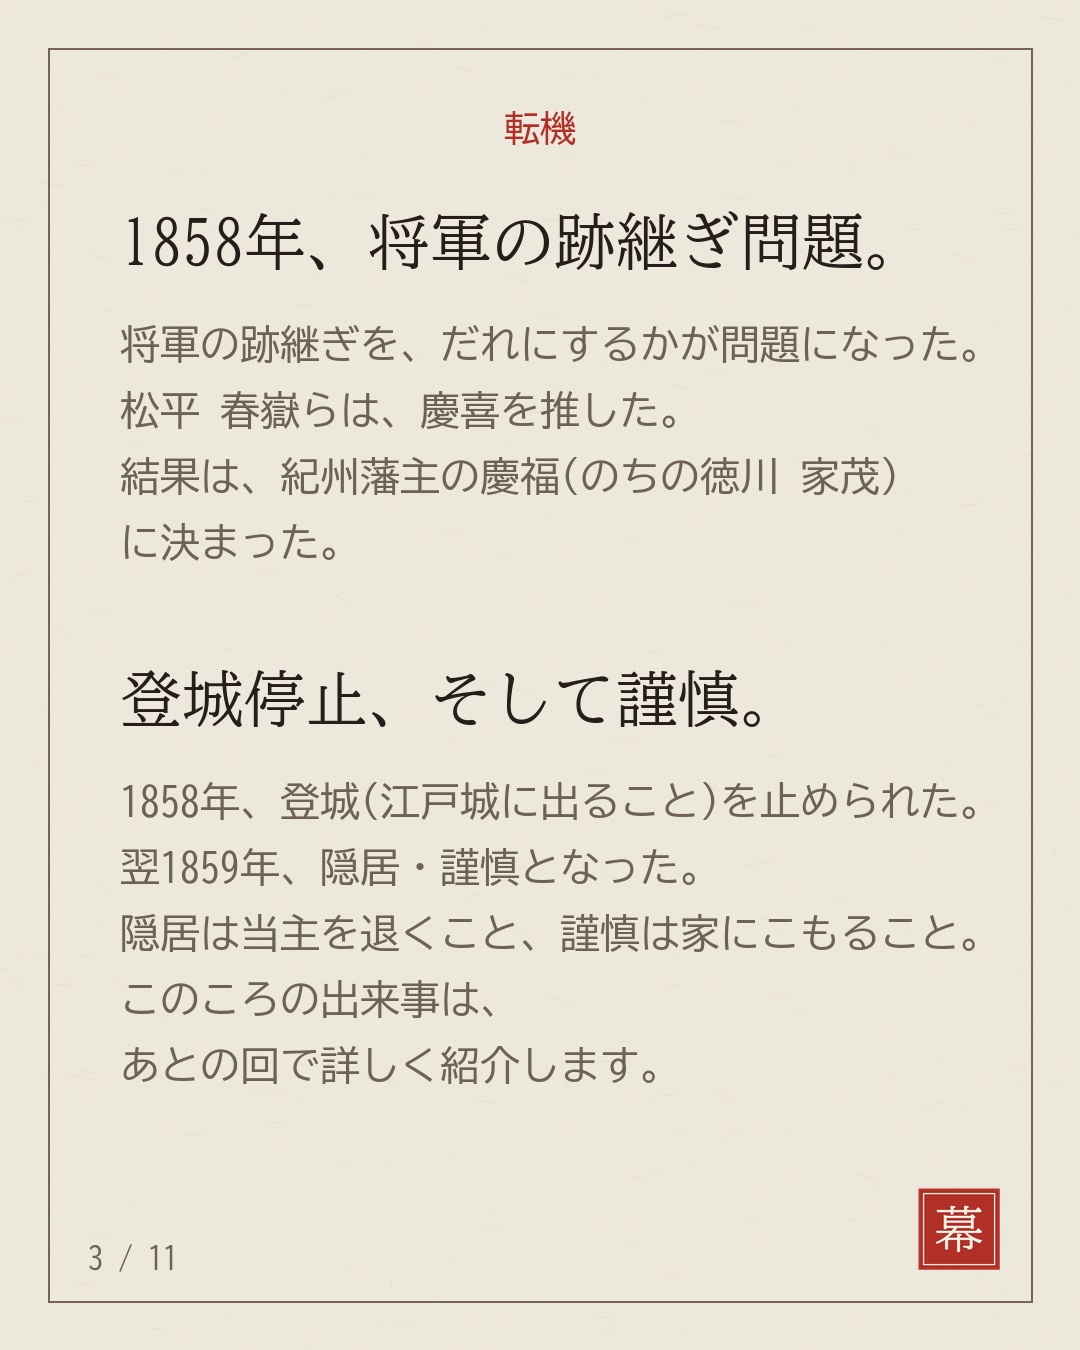 転機
1858年、将軍の跡継ぎ問題。
将軍の跡継ぎを、だれにするかが問題になった。
松平 春嶽らは、慶喜を推した。
結果は、紀州藩主の慶福(のちの徳川 家茂)
に決まった。
登城停止、そして謹慎。
1858年、登城(江戸城に出ること)を止められた。
翌1859年、隠居・謹慎となった。
隠居は当主を退くこと、謹慎は家にこもること。
このころの出来事は、
あとの回で詳しく紹介します。
幕
3 / 11